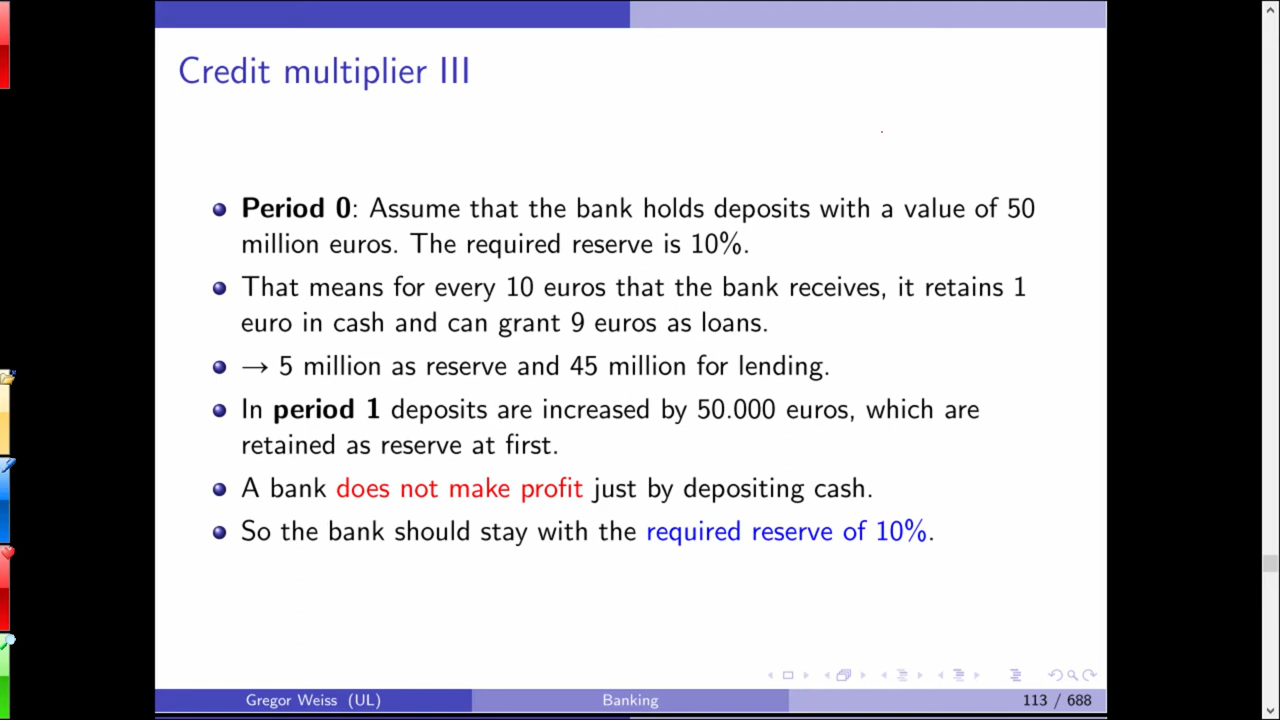 Credit multiplier III
Period 0: Assume that the bank holds deposits with a value of 50
million euros. The required reserve is 10%.
That means for every 10 euros that the bank receives, it retains 1
euro in cash and can grant 9 euros as loans.
→ 5 million as reserve and 45 million for lending.
In period 1 deposits are increased by 50.000 euros, which are
retained as reserve at first.
A bank does not make profit just by depositing cash.
So the bank should stay with the required reserve of 10%.
Gregor Weiss (UL) Banking 113 / 688